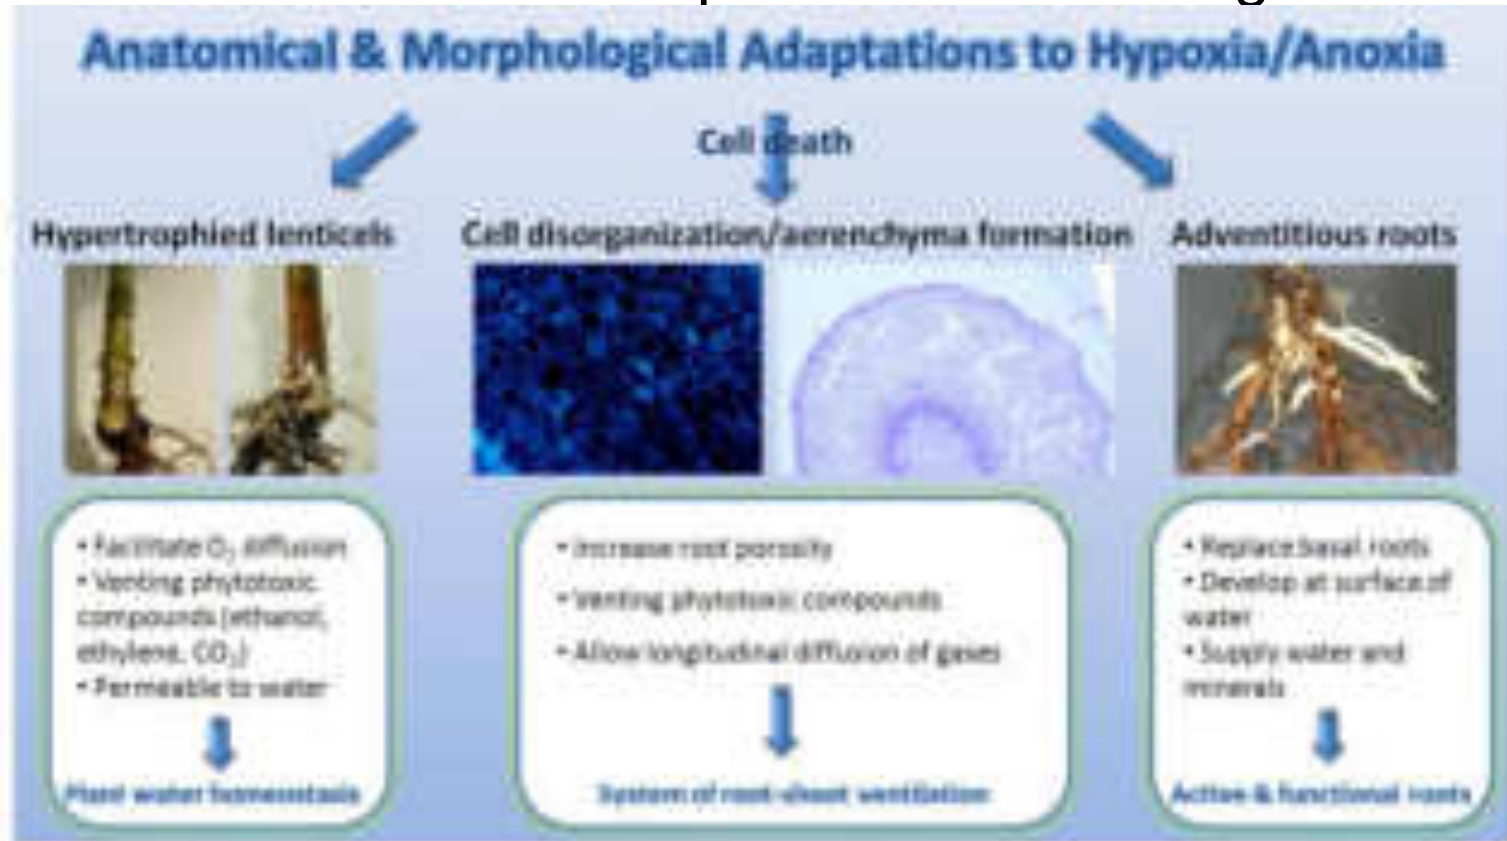 Anatomical & Morphological Adaptations to Hypoxia/Anoxia
Cell death
Hypertrophied lenticels
Cell disorganization/aerenchyma formation
Adventitious roots
• Facilitate O₂ diffusion
• Venting phytotoxic
compounds (ethanol,
ethylene, CO₂)
• Permeable to water
Plant water homeostasis
• Increase root porosity
• Venting phytotoxic compounds
• Allow longitudinal diffusion of gases
System of root-shoot ventilation
• Replace basal roots
• Develop at surface of
water
• Supply water and
minerals
Active & functional roots